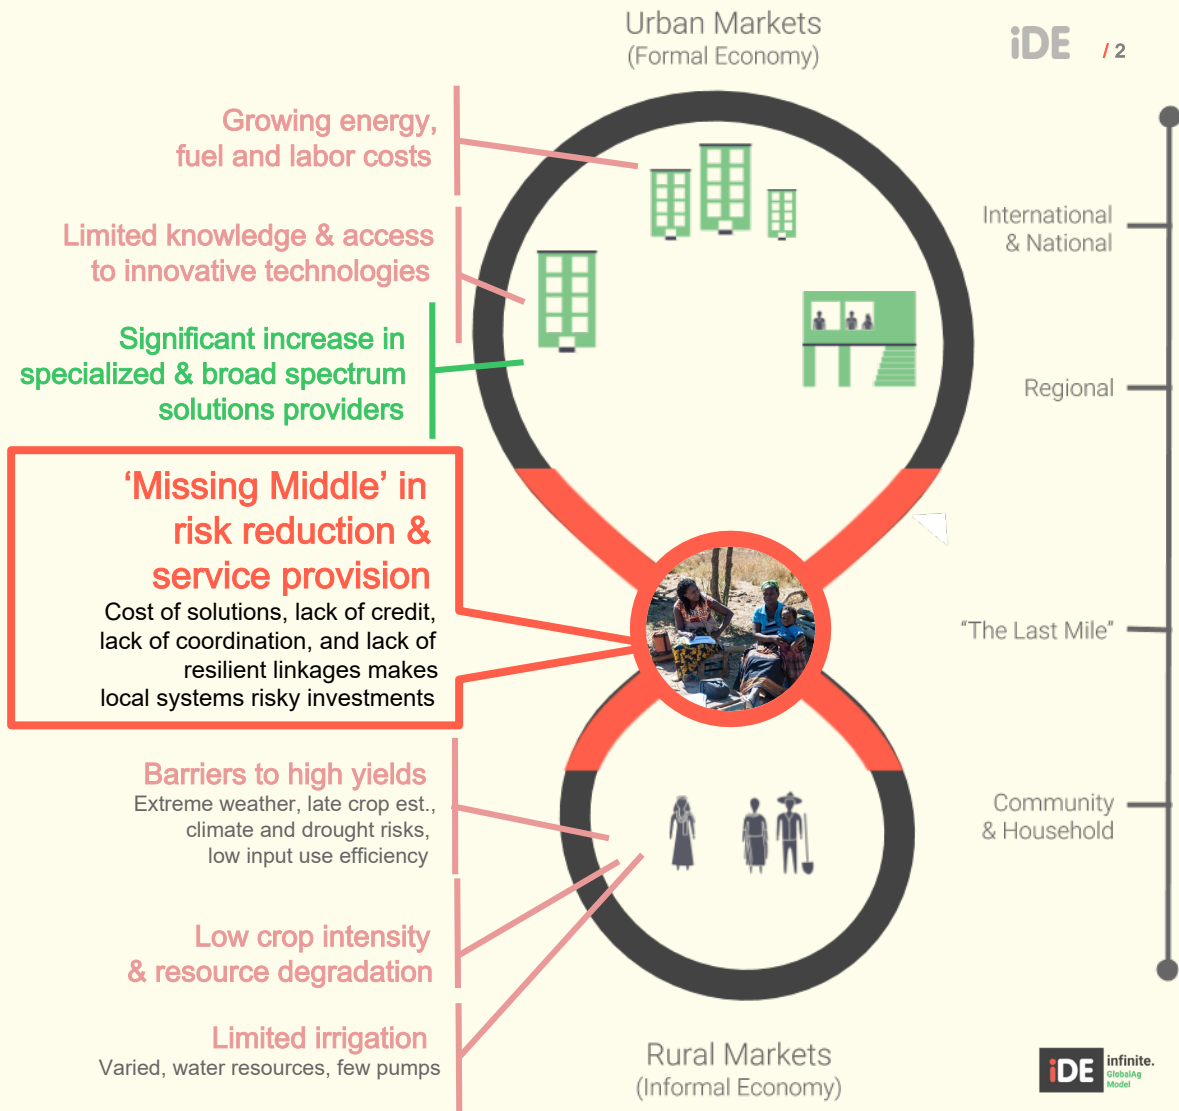 Urban Markets
(Formal Economy)
iDE
/ 2
Growing energy,
fuel and labor costs
Limited knowledge & access
to innovative technologies
Significant increase in
specialized & broad spectrum
solutions providers
‘Missing Middle’ in
risk reduction &
service provision
Cost of solutions, lack of credit,
lack of coordination, and lack of
resilient linkages makes
local systems risky investments
Barriers to high yields
Extreme weather, late crop est.,
climate and drought risks,
low input use efficiency
Low crop intensity
& resource degradation
Limited irrigation
Varied, water resources, few pumps
International
& National
Regional
“The Last Mile”
Community
& Household
Rural Markets
(Informal Economy)
iDE
infinite.
GlobalAg
Model